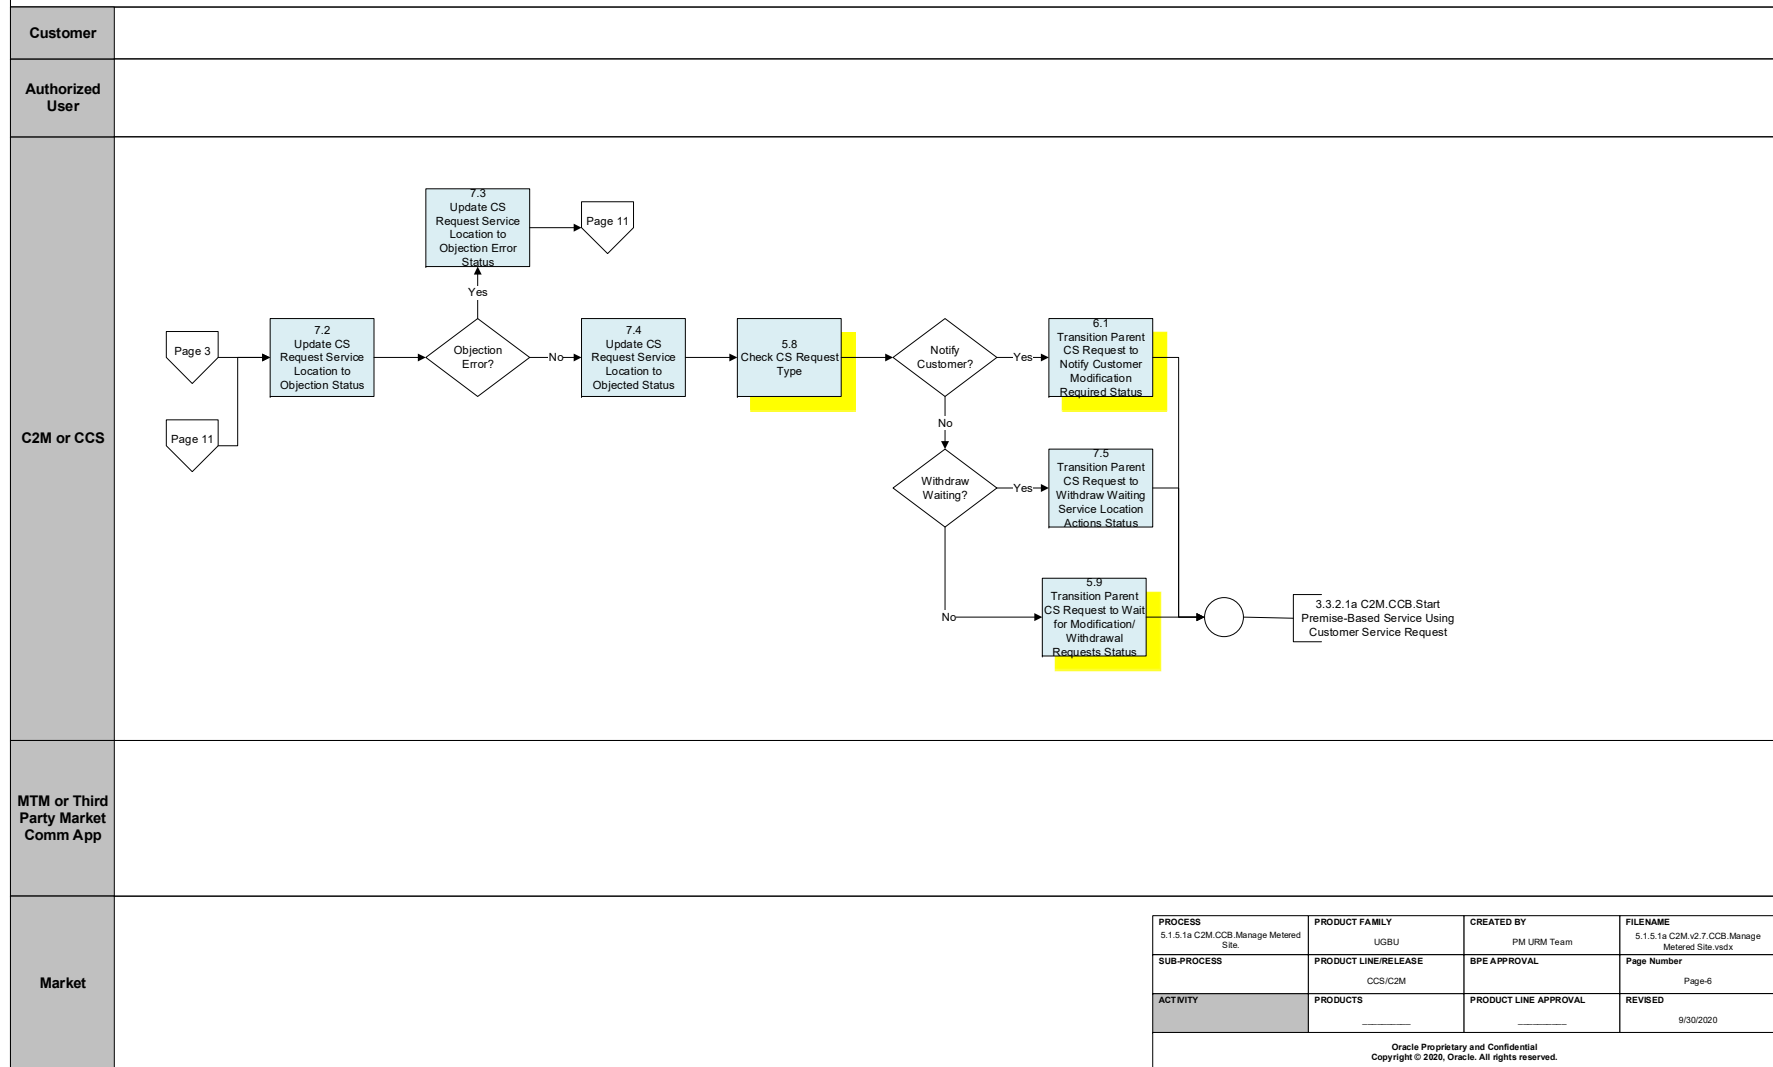 Customer
Authorized
User
C2M or CCS
7.3
Update CS
Request Service
Location to
Objection Error
Status
Page 11
Yes
Page 3
Page 11
7.2
Update CS
Request Service
Location to
Objection Status
Objection
Error?
No
7.4
Update CS
Request Service
Location to
Objected Status
5.8
Check CS Request
Type
Notify
Customer?
Yes
6.1
Transition Parent
CS Request to
Notify Customer
Modification
Required Status
No
Withdraw
Waiting?
Yes
7.5
Transition Parent
CS Request to
Withdraw Waiting
Service Location
Actions Status
No
5.9
Transition Parent
CS Request to Wait
for Modification/
Withdrawal
Requests Status
3.3.2.1a C2M.CCB.Start
Premise-Based Service Using
Customer Service Request
MTM or Third
Party Market
Comm App
Market
PROCESS
5.1.5.1a C2M.CCB.Manage Metered
Site.
PRODUCT FAMILY
UGBU
CREATED BY
PM URM Team
FILENAME
5.1.5.1a C2M.v2.7.CCB.Manage
Metered Site.vsdx
SUB-PROCESS
PRODUCT LINE/RELEASE
CCS/C2M
BPE APPROVAL
Page Number
Page-6
ACTIVITY
PRODUCTS
___________
PRODUCT LINE APPROVAL
___________
REVISED
9/30/2020
Oracle Proprietary and Confidential
Copyright © 2020, Oracle. All rights reserved.